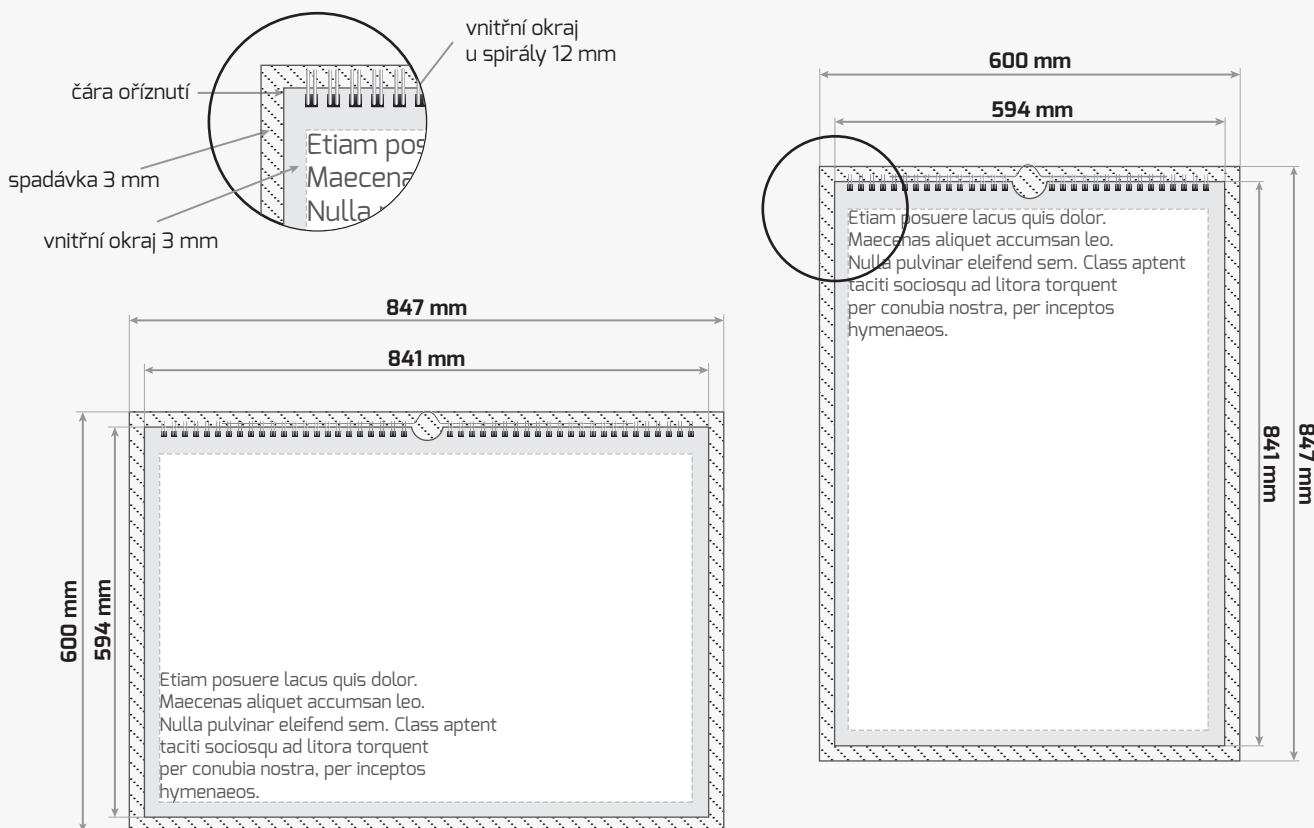 vnitřní okraj
u spirály 12 mm
čára oříznutí
spadávka 3 mm
vnitřní okraj 3 mm
Etiam pos
Maecena
Nulla
600 mm
594 mm
Etiam posuere lacus quis dolor.
Maecenas aliquet accumsan leo.
Nulla pulvinar eleifend sem. Class aptent
taciti sociosqu ad litora torquent
per conubia nostra, per inceptos
hymenaeos.
841 mm
847 mm
847 mm
841 mm
600 mm
594 mm
Etiam posuere lacus quis dolor.
Maecenas aliquet accumsan leo.
Nulla pulvinar eleifend sem. Class aptent
taciti sociosqu ad litora torquent
per conubia nostra, per inceptos
hymenaeos.